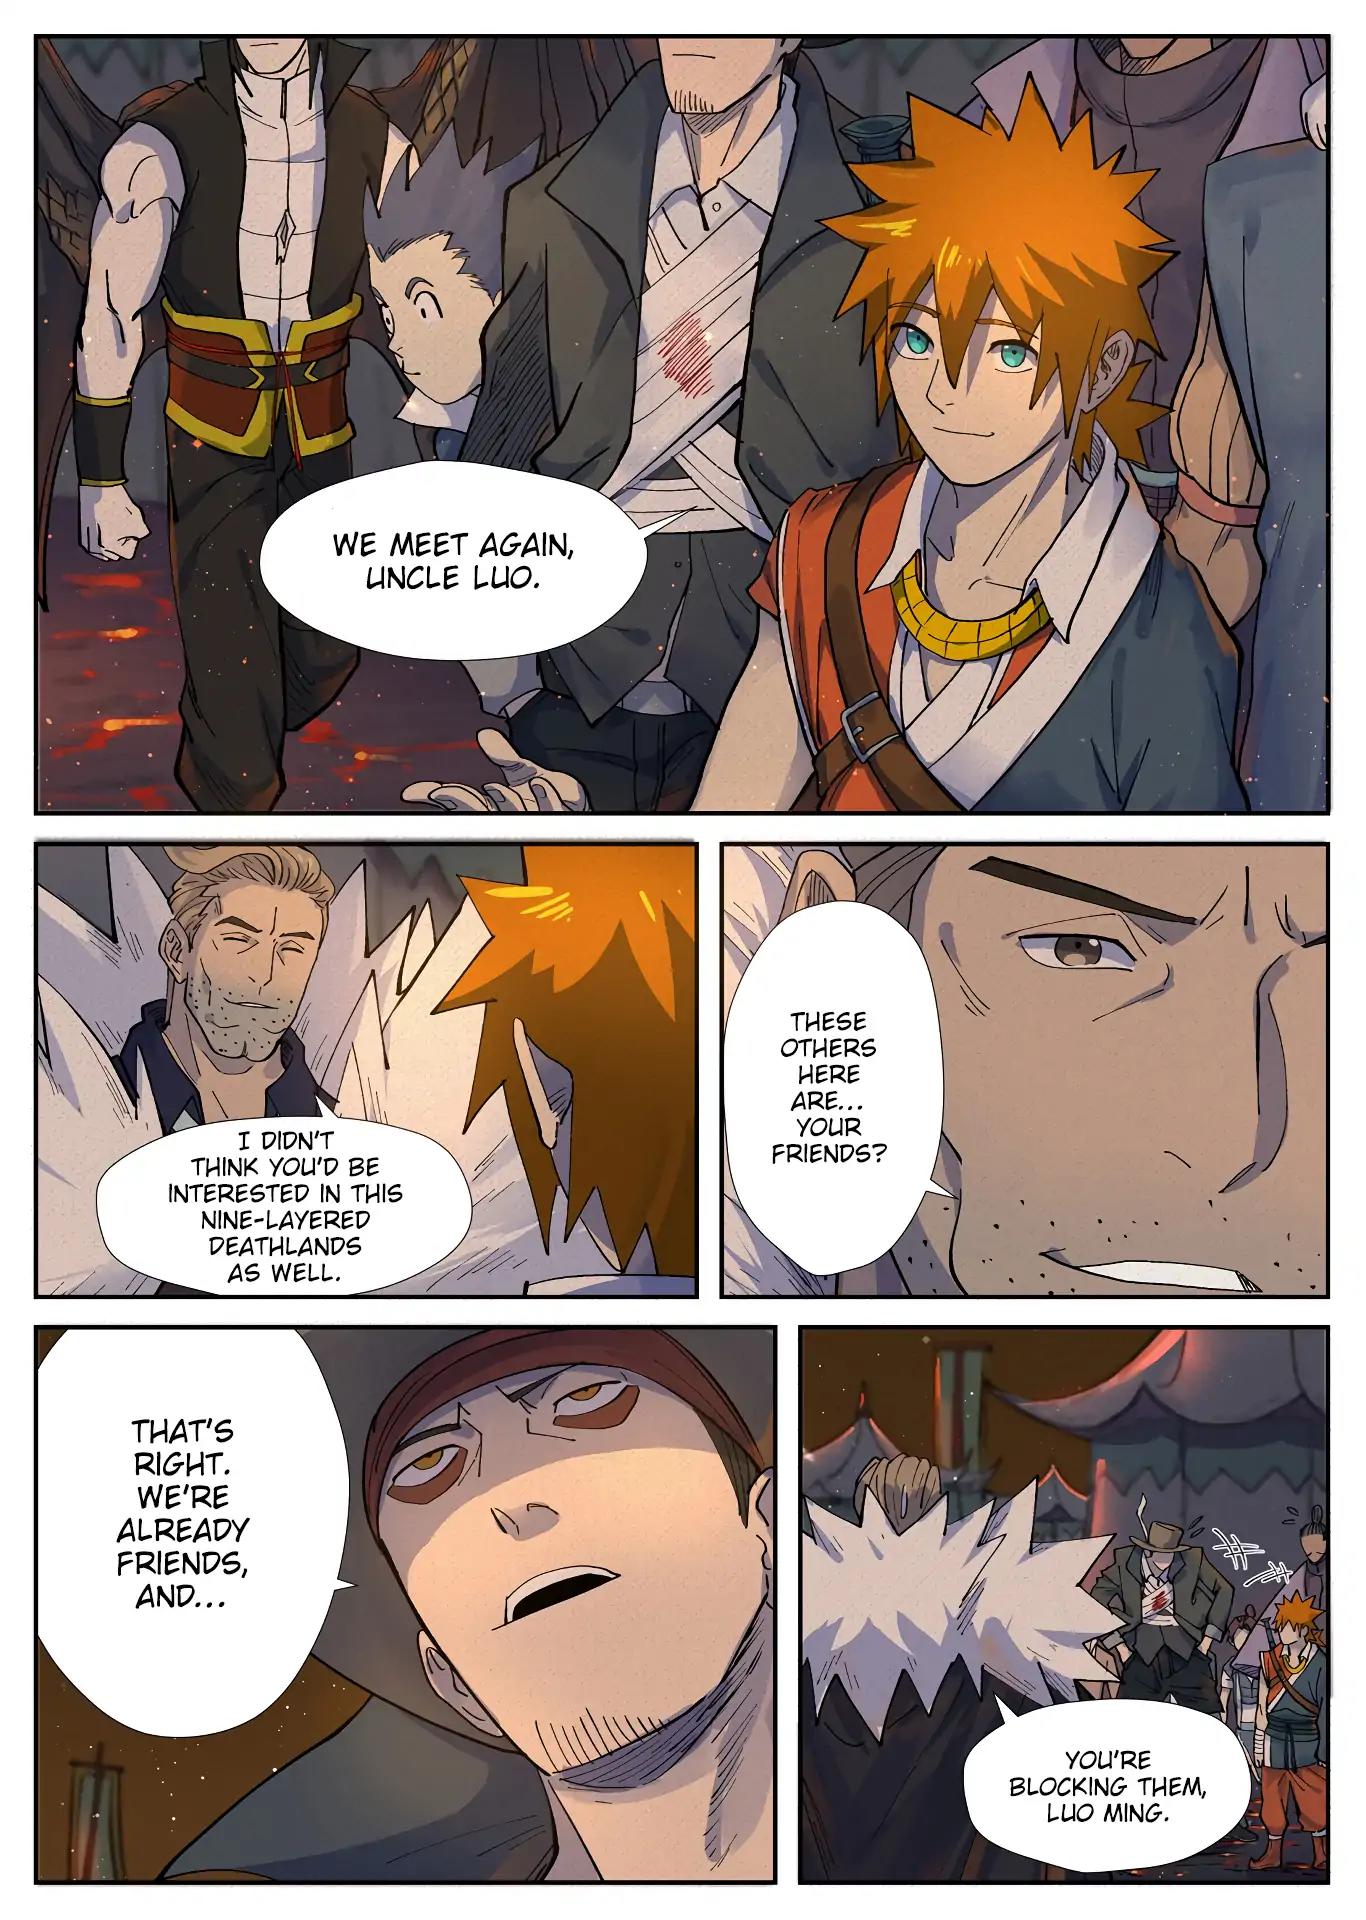 WE MEET AGAIN,
UNCLE LUO.
I DIDN'T
THINK YOU'D BE
INTERESTED IN THIS
NINE-LAYERED
DEATHLANDS
AS WELL.
THESE
OTHERS
HERE
ARE...
YOUR
FRIENDS?
THAT'S
RIGHT.
WE'RE
ALREADY
FRIENDS,
AND...
YOU'RE
BLOCKING THEM,
LUO MING.